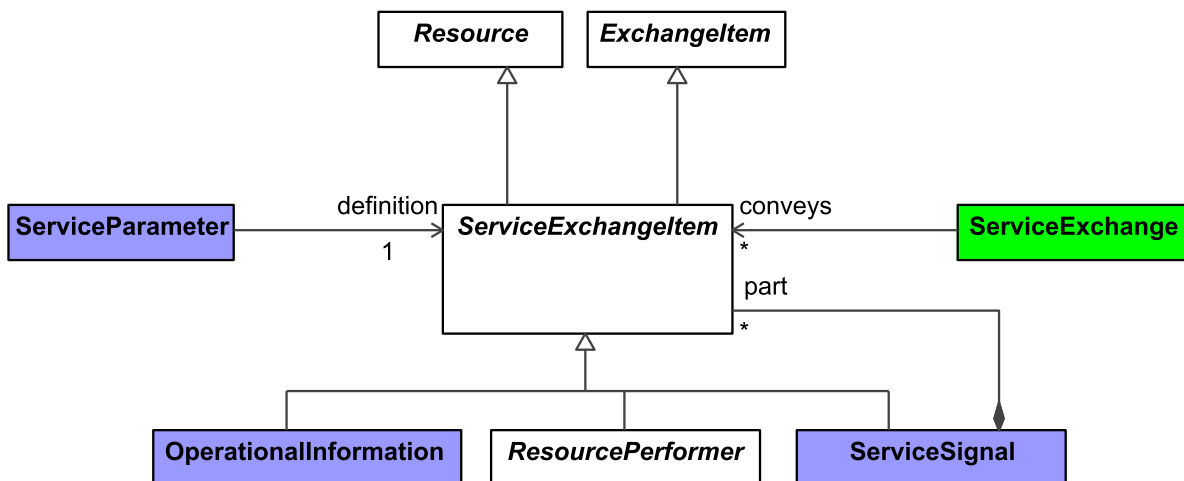 Resource
ExchangeItem
definition
conveys
ServiceParameter
ServiceExchangeItem
ServiceExchange
1
*
part
*
OperationalInformation
ResourcePerformer
ServiceSignal